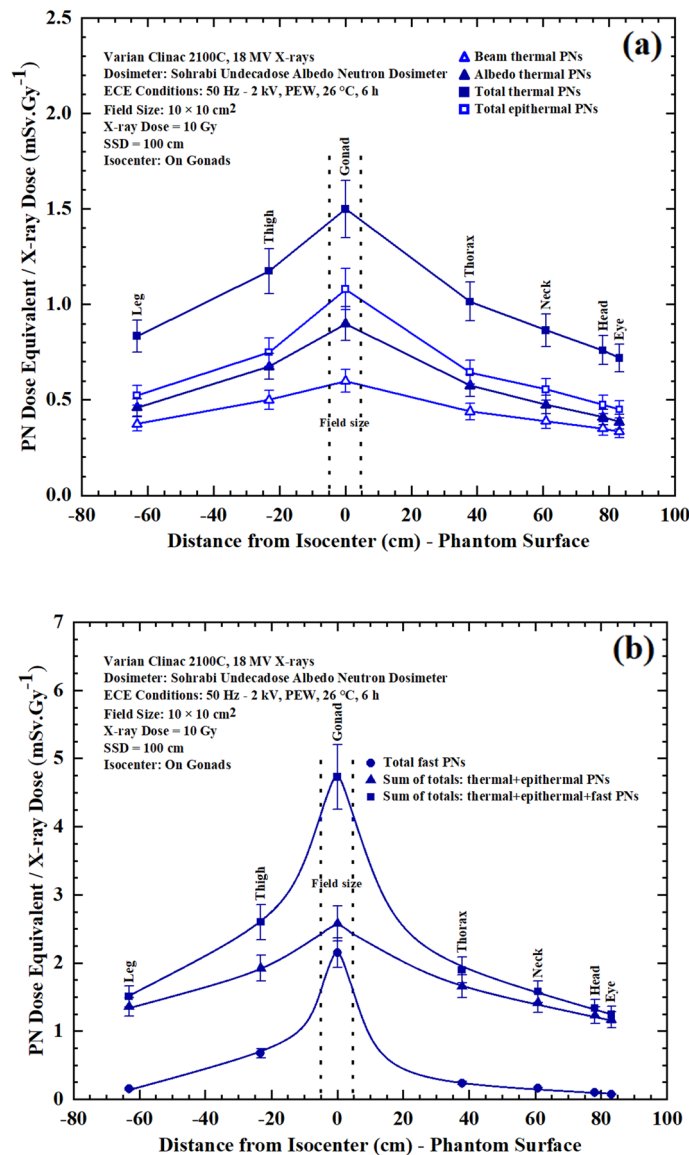 (a)
Varian Clinac 2100C, 18 MV X-rays
Dosimeter: Sohrabi Undecadose Albedo Neutron Dosimeter
ECE Conditions: 50 Hz - 2 kV, PEW, 26 °C, 6 h
Field Size: 10 × 10 cm²
X-ray Dose = 10 Gy
SSD = 100 cm
Isocenter: On Gonads
Beam thermal PNs
Albedo thermal PNs
Total thermal PNs
Total epithermal PNs
PN Dose Equivalent / X-ray Dose (mSv.Gy⁻¹)
2.5
2.0
1.5
1.0
0.5
0.0
Leg
Thigh
Gonad
Thorax
Neck
Head
Eye
Field size
-80 -60 -40 -20 0 20 40 60 80 100
Distance from Isocenter (cm) - Phantom Surface
(b)
Varian Clinac 2100C, 18 MV X-rays
Dosimeter: Sohrabi Undecadose Albedo Neutron Dosimeter
ECE Conditions: 50 Hz - 2 kV, PEW, 26 °C, 6 h
Field Size: 10 × 10 cm²
X-ray Dose = 10 Gy
SSD = 100 cm
Isocenter: On Gonads
Total fast PNs
Sum of totals: thermal+epithermal PNs
Sum of totals: thermal+epithermal+fast PNs
PN Dose Equivalent / X-ray Dose (mSv.Gy⁻¹)
7
6
5
4
3
2
1
0
Leg
Thigh
Gonad
Thorax
Neck
Head
Eye
Field size
-80 -60 -40 -20 0 20 40 60 80 100
Distance from Isocenter (cm) - Phantom Surface